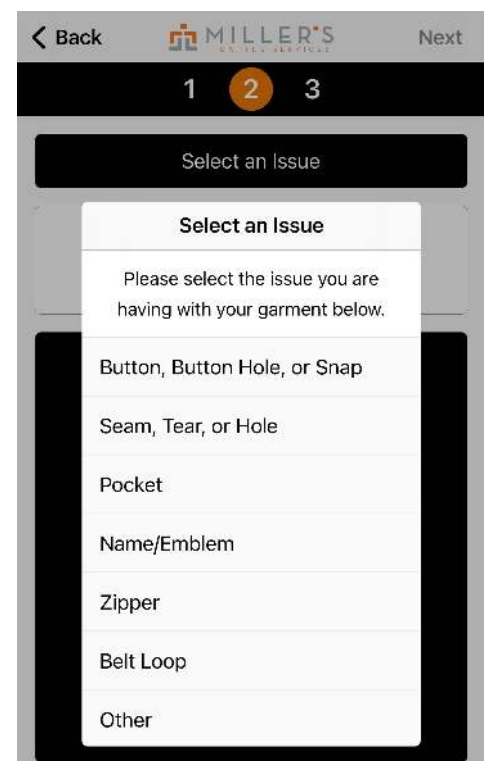 Back
MILLER'S
Next
1 2 3
Select an Issue
Select an Issue
Please select the issue you are
having with your garment below.
Button, Button Hole, or Snap
Seam, Tear, or Hole
Pocket
Name/Emblem
Zipper
Belt Loop
Other